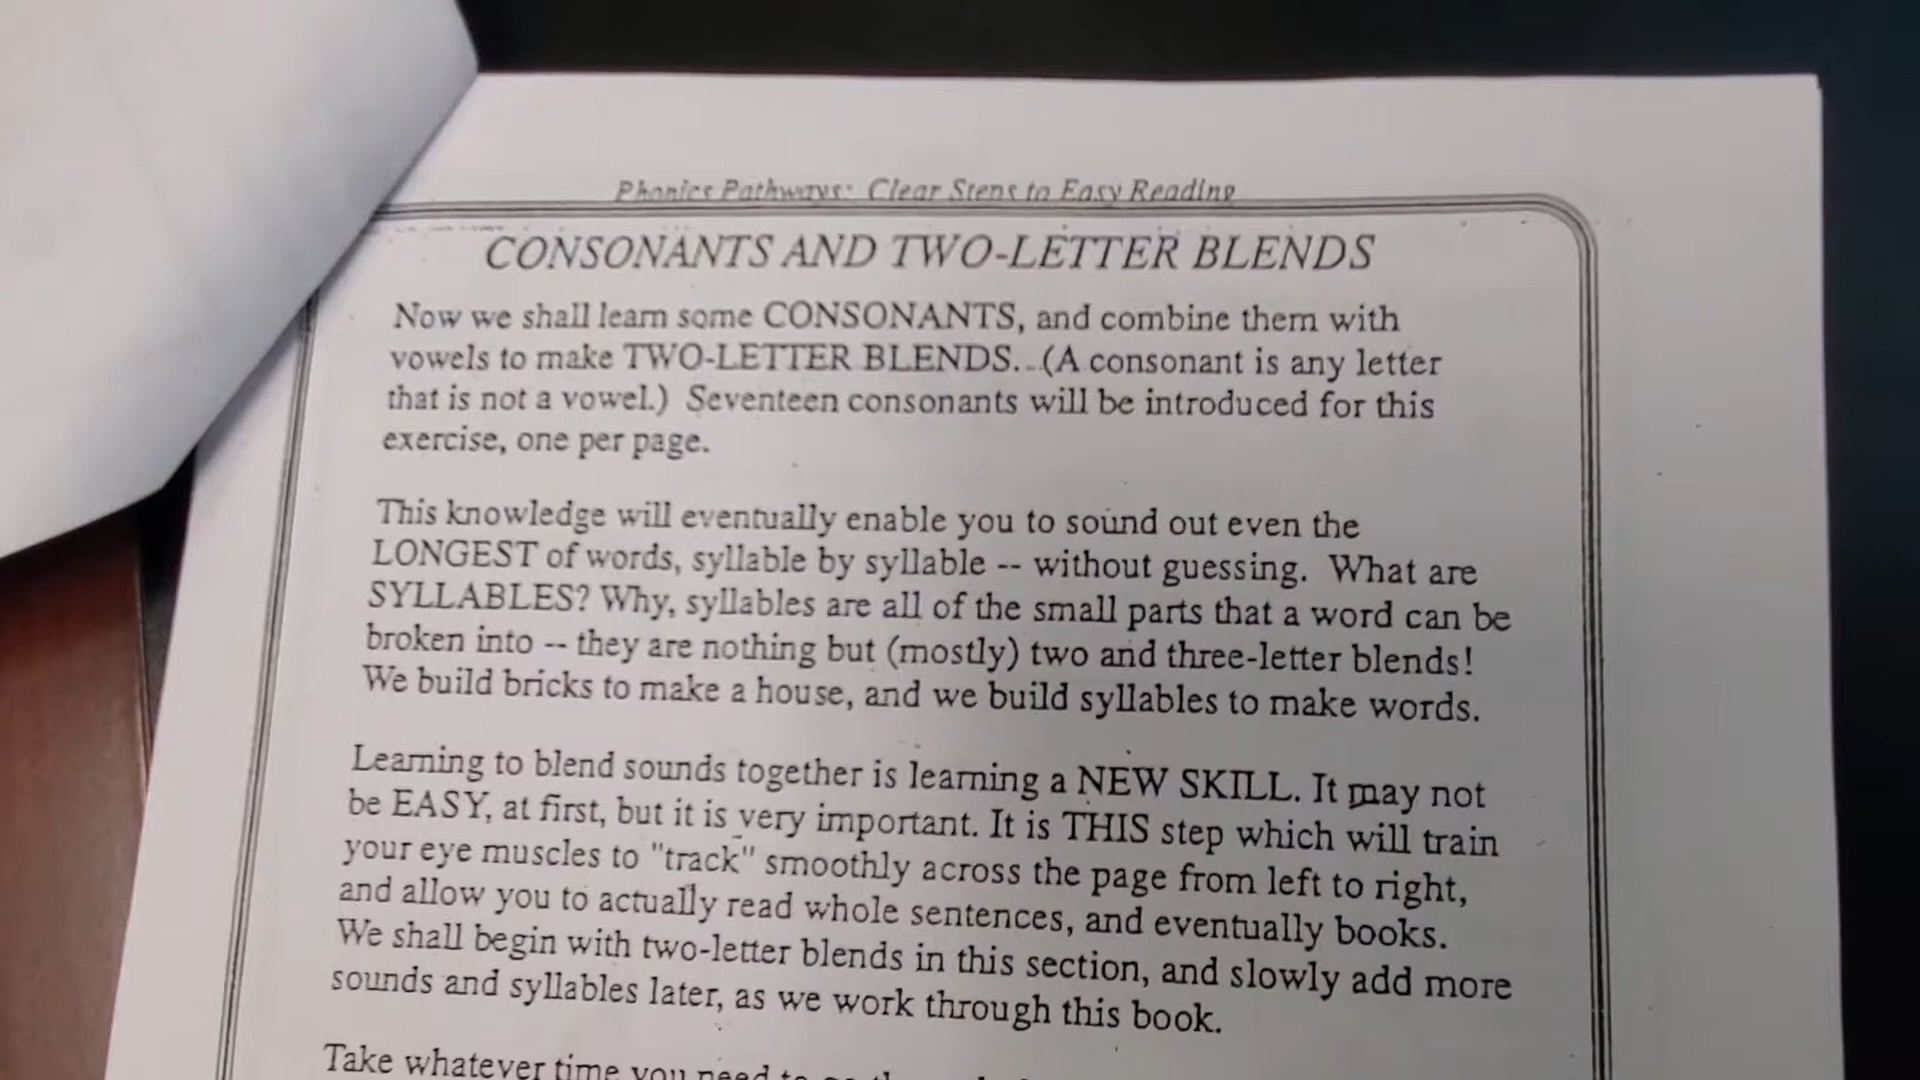 Phonics Pathways: Clear Steps to Easy Reading
CONSONANTS AND TWO-LETTER BLENDS
Now we shall learn some CONSONANTS, and combine them with
vowels to make TWO-LETTER BLENDS. (A consonant is any letter
that is not a vowel.) Seventeen consonants will be introduced for this
exercise, one per page.
This knowledge will eventually enable you to sound out even the
LONGEST of words, syllable by syllable -- without guessing. What are
SYLLABLES? Why, syllables are all of the small parts that a word can be
broken into -- they are nothing but (mostly) two and three-letter blends!
We build bricks to make a house, and we build syllables to make words.
Learning to blend sounds together is learning a NEW SKILL. It may not
be EASY, at first, but it is very important. It is THIS step which will train
your eye muscles to "track" smoothly across the page from left to right,
and allow you to actually read whole sentences, and eventually books.
We shall begin with two-letter blends in this section, and slowly add more
sounds and syllables later, as we work through this book.
Take whatever time you need to